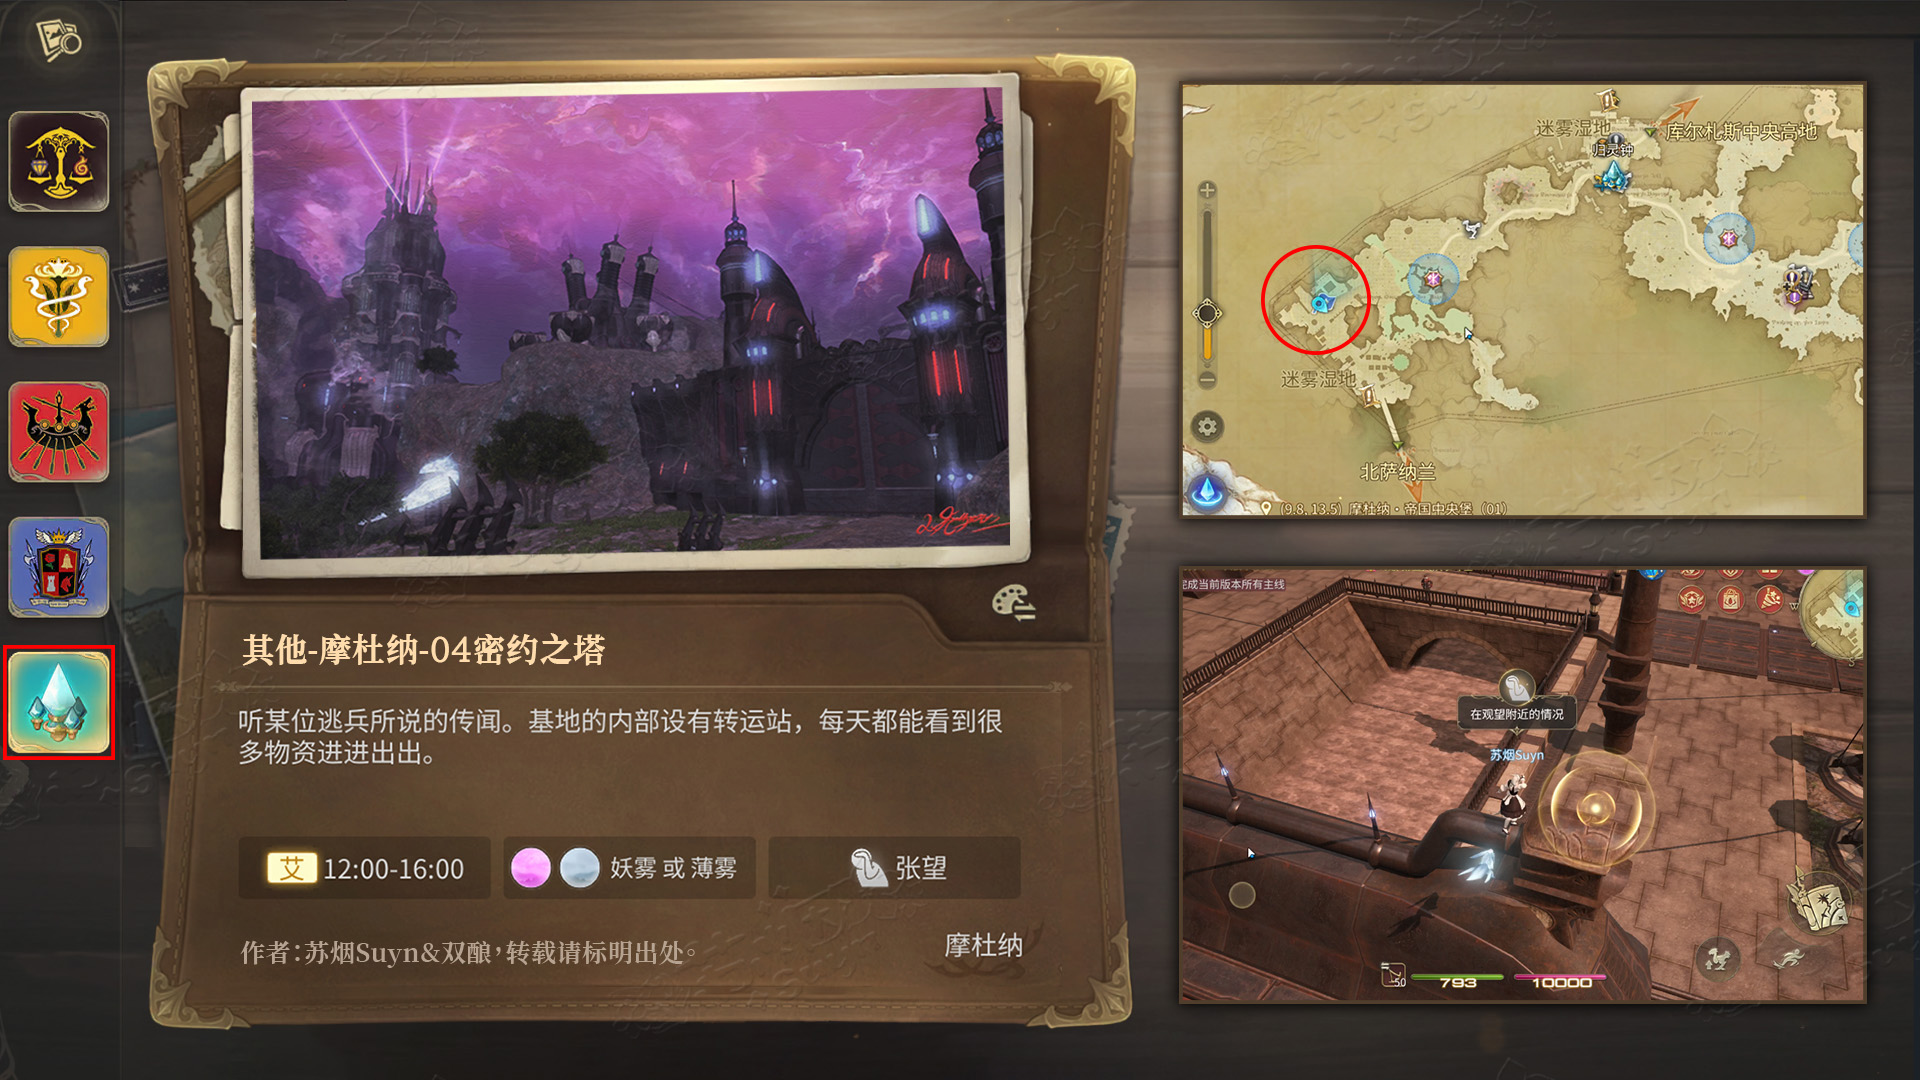 其他-摩杜纳-04密约之塔
听某位逃兵所说的传闻。基地的内部设有转运站，每天都能看到很
多物资进进出出。
艾 12:00-16:00
妖雾 或 薄雾
张望
作者：苏烟Suyn&双酿，转载请标明出处。
摩杜纳
迷雾湿地
库尔札斯中央高地
归灵钟
迷雾湿地
北萨纳兰
(9.8, 13.5) 摩杜纳·帝国中央堡 (01)
完成当前版本所有主线
在观望附近的情况
苏烟Suyn
50
793
10000